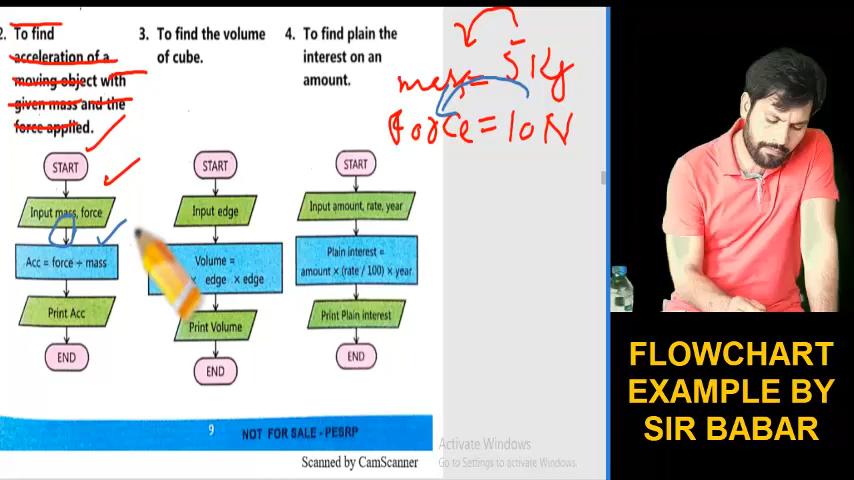 2. To find
acceleration of a
moving object with
given mass and the
force applied.
START
Input mass, force
Acc = force ÷ mass
Print Acc
END
3. To find the volume
of cube.
START
Input edge
Volume =
× edge × edge
Print Volume
END
4. To find plain the
interest on an
amount.
START
Input amount, rate, year
Plain interest =
amount × (rate / 100) × year
Print Plain interest
END
mass = 5 Kg
Force = 10 N
9 NOT FOR SALE - PESRP
Scanned by CamScanner
Activate Windows
Go to Settings to activate Windows.
FLOWCHART
EXAMPLE BY
SIR BABAR